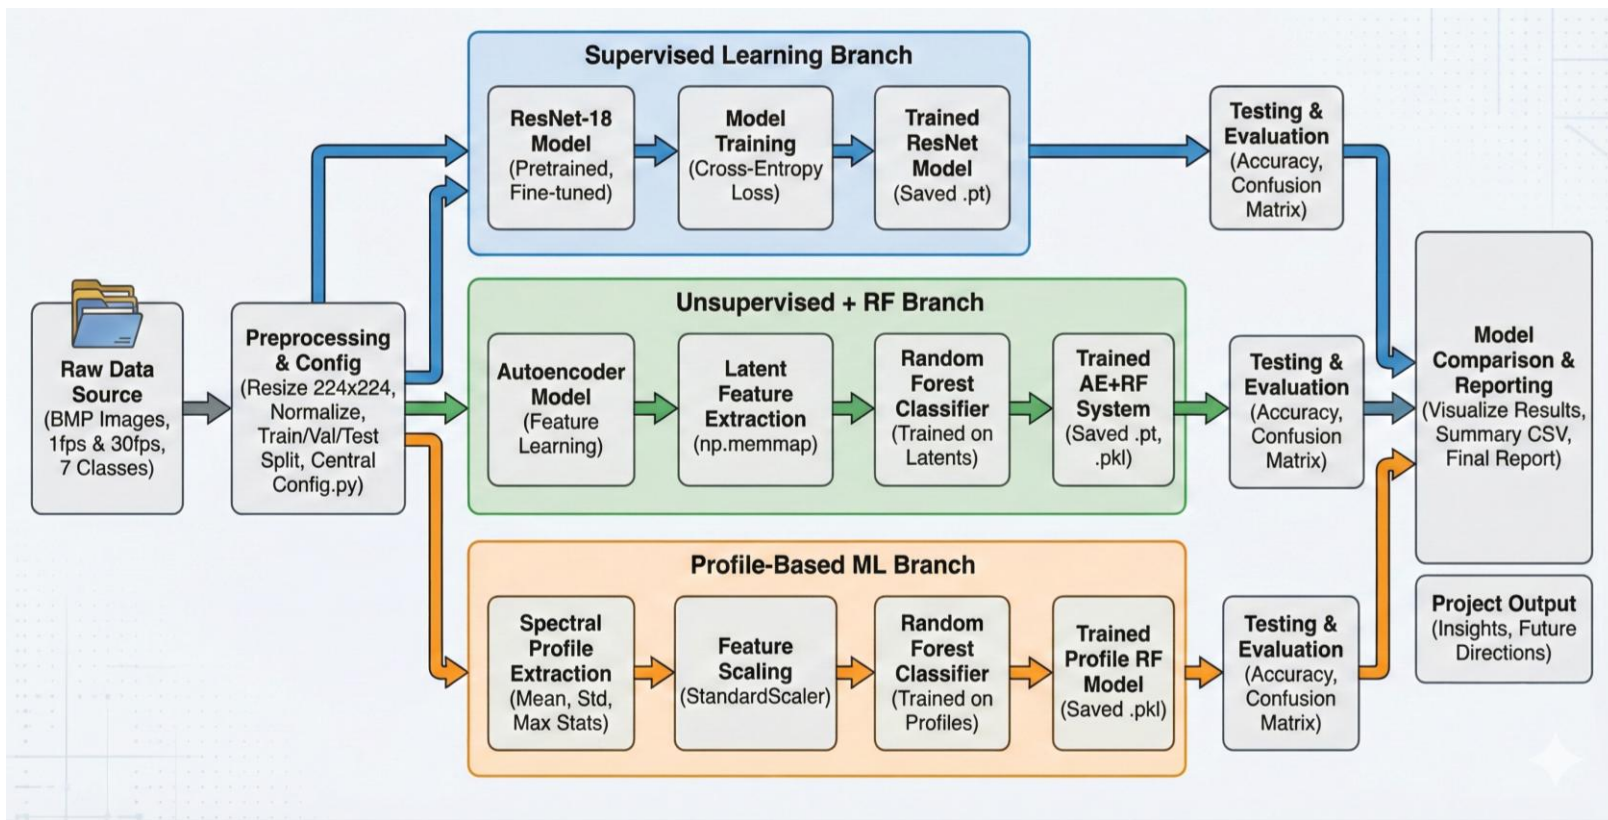 Supervised Learning Branch
ResNet-18
Model
(Pretrained,
Fine-tuned)
Model
Training
(Cross-Entropy
Loss)
Trained
ResNet
Model
(Saved .pt)
Testing &
Evaluation
(Accuracy,
Confusion
Matrix)
Raw Data
Source
(BMP Images,
1fps & 30fps,
7 Classes)
Preprocessing
& Config
(Resize 224x224,
Normalize,
Train/Val/Test
Split, Central
Config.py)
Unsupervised + RF Branch
Autoencoder
Model
(Feature
Learning)
Latent
Feature
Extraction
(np.memmap)
Random
Forest
Classifier
(Trained on
Latents)
Trained
AE+RF
System
(Saved .pt,
.pkl)
Testing &
Evaluation
(Accuracy,
Confusion
Matrix)
Model
Comparison &
Reporting
(Visualize Results,
Summary CSV,
Final Report)
Profile-Based ML Branch
Spectral
Profile
Extraction
(Mean, Std,
Max Stats)
Feature
Scaling
(StandardScaler)
Random
Forest
Classifier
(Trained on
Profiles)
Trained
Profile RF
Model
(Saved .pkl)
Testing &
Evaluation
(Accuracy,
Confusion
Matrix)
Project Output
(Insights, Future
Directions)